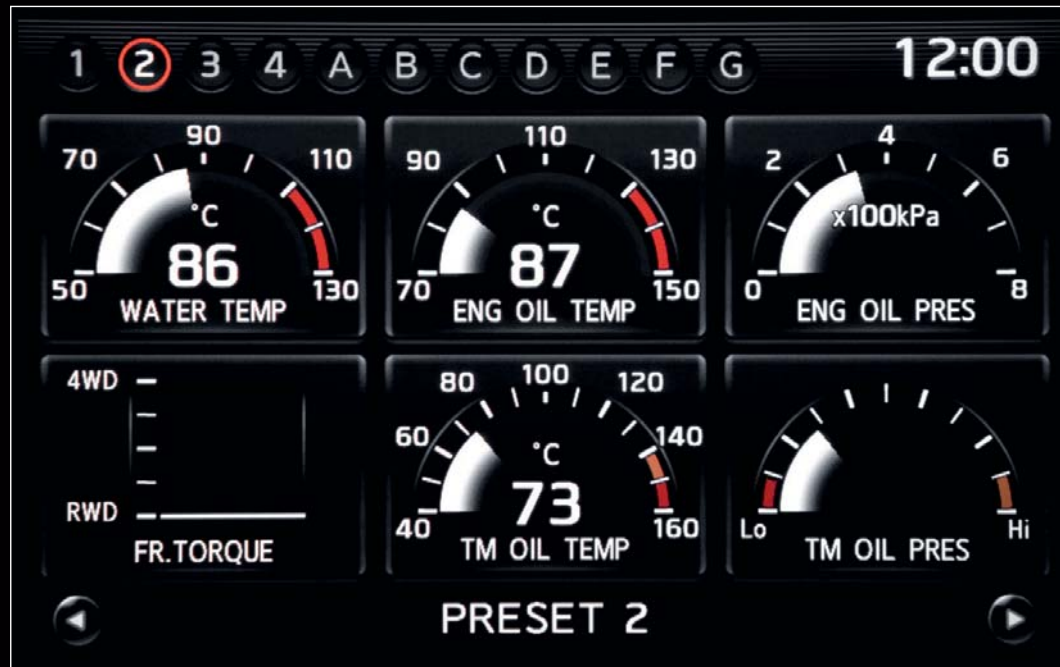 1 2 3 4 A B C D E F G 12:00
70 90 110
50 °C 130
86
WATER TEMP
90 110 130
70 °C 150
87
ENG OIL TEMP
2 4 6
x100kPa
0 8
ENG OIL PRES
4WD
RWD
FR.TORQUE
80 100 120
60 140
°C
40 73 160
TM OIL TEMP
Lo Hi
TM OIL PRES
PRESET 2